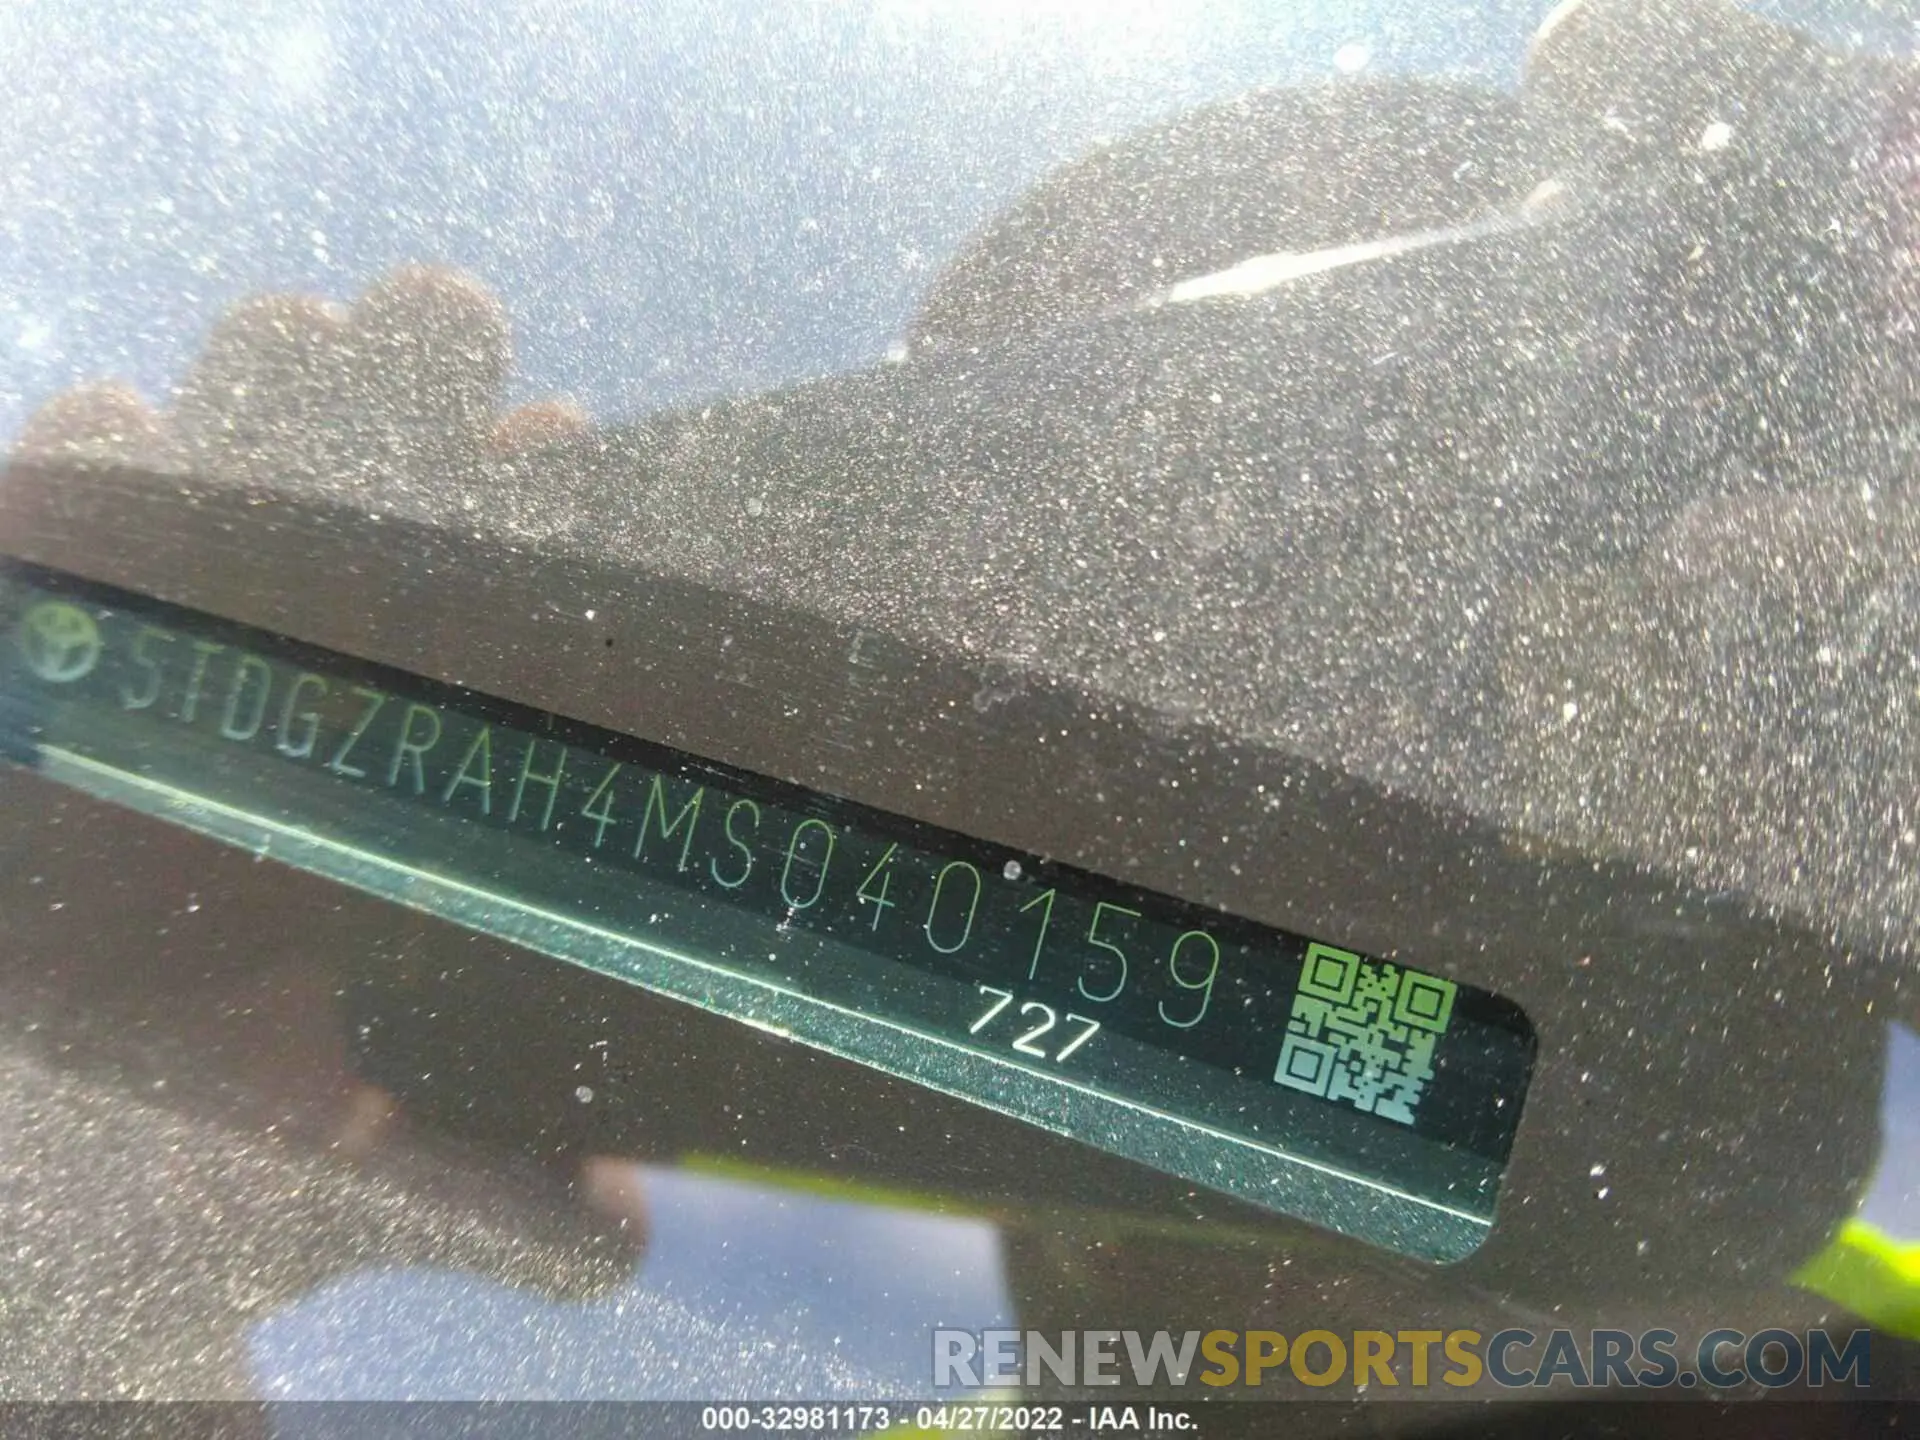 5TDGZRAH4MS040159
727
RENEWSPORTSCARS.COM
000-32981173 - 04/27/2022 - IAA Inc.